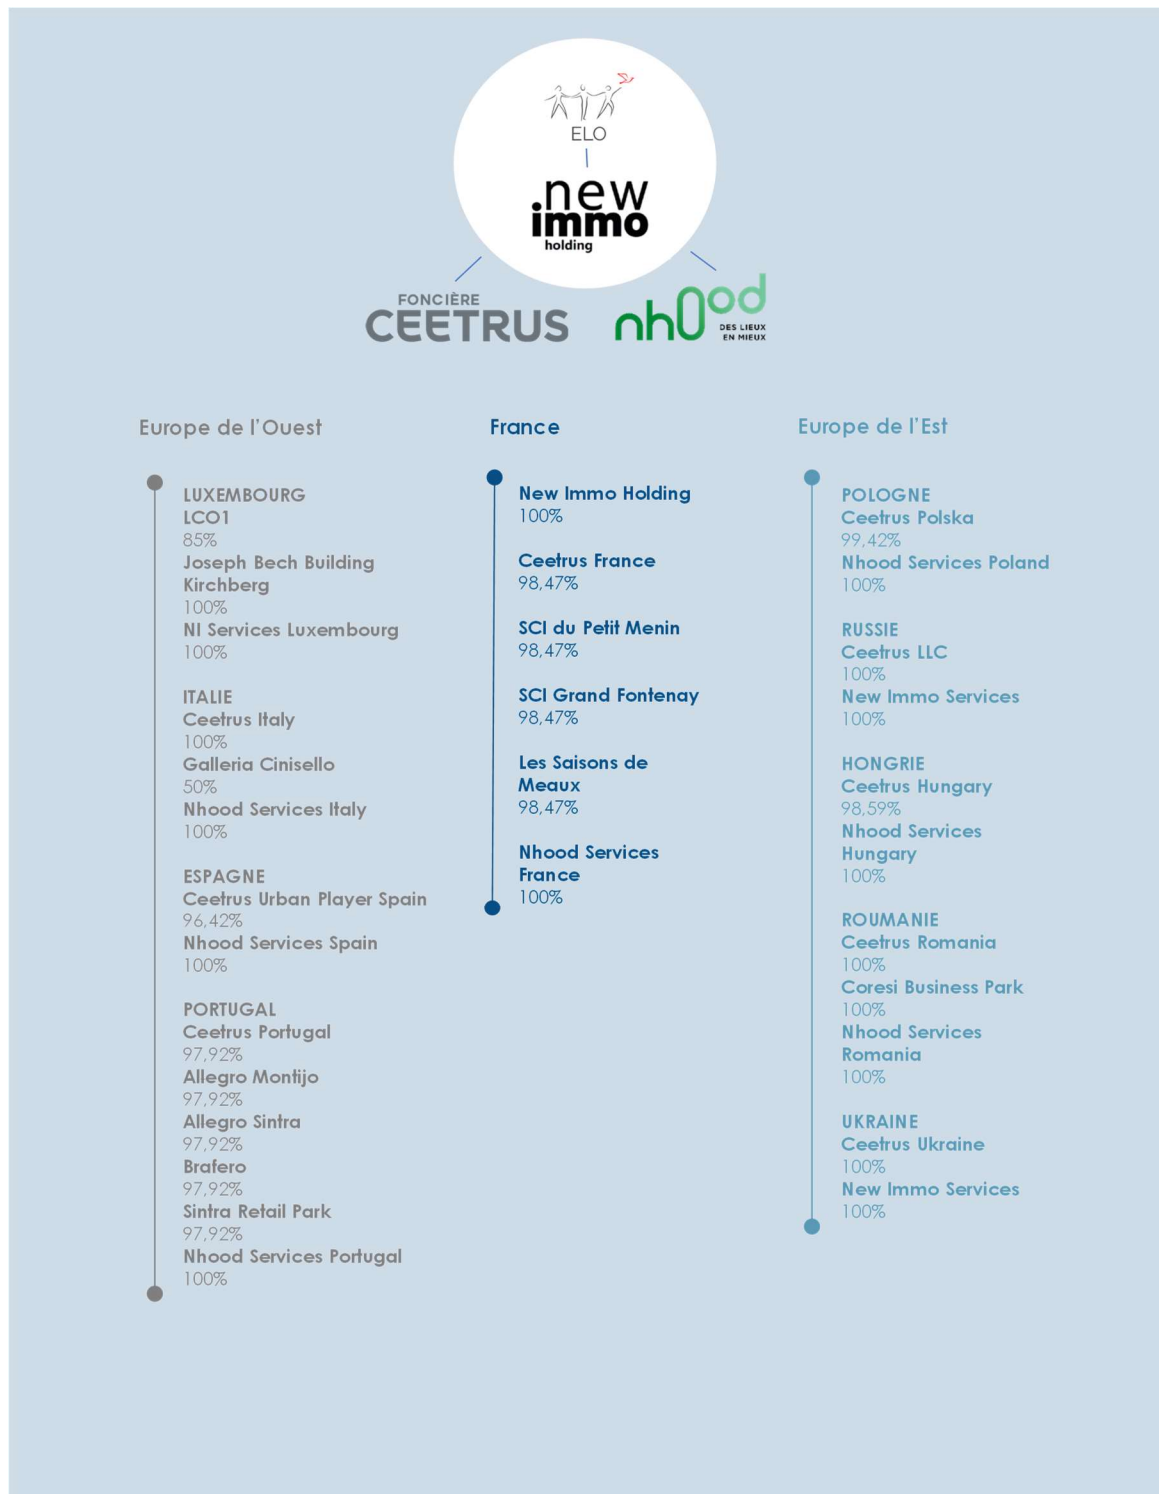 ELO
new
immo
holding
FONCIÈRE
CEETRUS
nhood
DES LIEUX
EN MIEUX
Europe de l'Ouest
LUXEMBOURG
LCO1
85%
Joseph Bech Building
Kirchberg
100%
NI Services Luxembourg
100%
ITALIE
Ceetrus Italy
100%
Galleria Cinisello
50%
Nhood Services Italy
100%
ESPAGNE
Ceetrus Urban Player Spain
96,42%
Nhood Services Spain
100%
PORTUGAL
Ceetrus Portugal
97,92%
Allegro Montijo
97,92%
Allegro Sintra
97,92%
Brafero
97,92%
Sintra Retail Park
97,92%
Nhood Services Portugal
100%
France
New Immo Holding
100%
Ceetrus France
98,47%
SCI du Petit Menin
98,47%
SCI Grand Fontenay
98,47%
Les Saisons de
Meaux
98,47%
Nhood Services
France
100%
Europe de l'Est
POLOGNE
Ceetrus Polska
99,42%
Nhood Services Poland
100%
RUSSIE
Ceetrus LLC
100%
New Immo Services
100%
HONGRIE
Ceetrus Hungary
98,59%
Nhood Services
Hungary
100%
ROUMANIE
Ceetrus Romania
100%
Coresi Business Park
100%
Nhood Services
Romania
100%
UKRAINE
Ceetrus Ukraine
100%
New Immo Services
100%